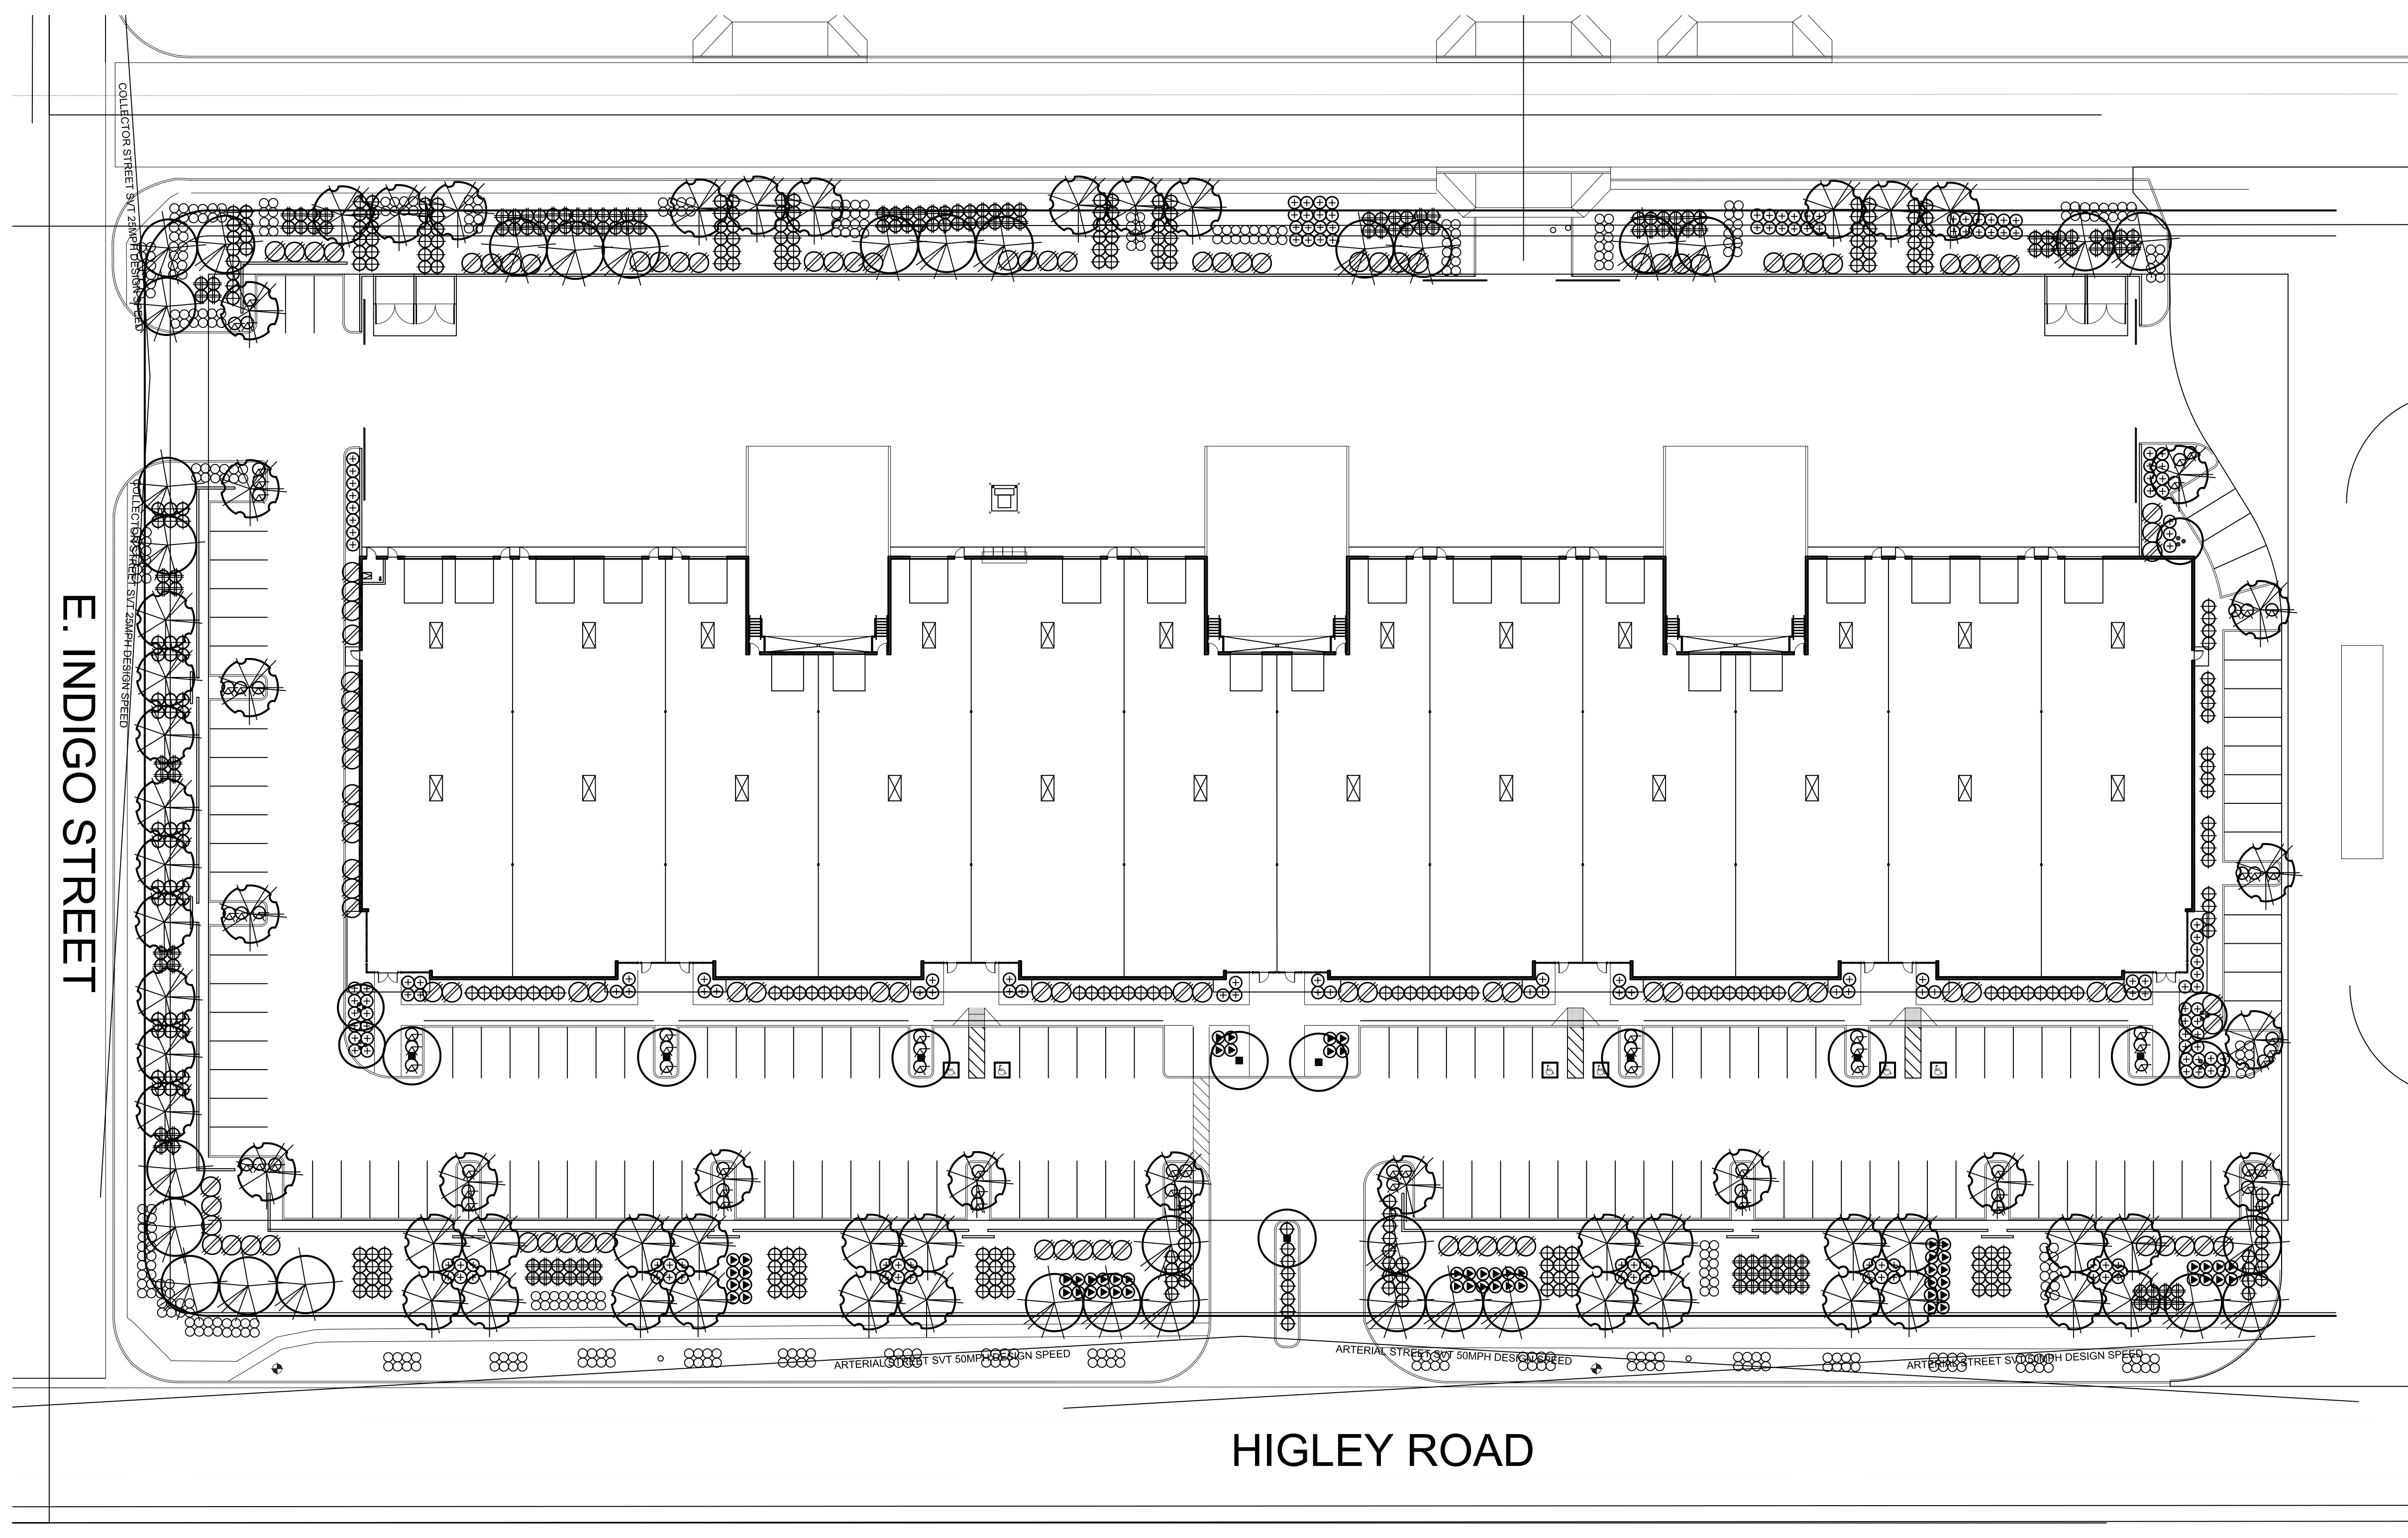 COLLECTOR STREET SVT 25MPH DESIGN SPEED
COLLECTOR STREET SVT 25MPH DESIGN SPEED
E. INDIGO STREET
ARTERIAL STREET SVT 50MPH DESIGN SPEED
ARTERIAL STREET SVT 50MPH DESIGN SPEED
ARTERIAL STREET SVT 50MPH DESIGN SPEED
HIGLEY ROAD